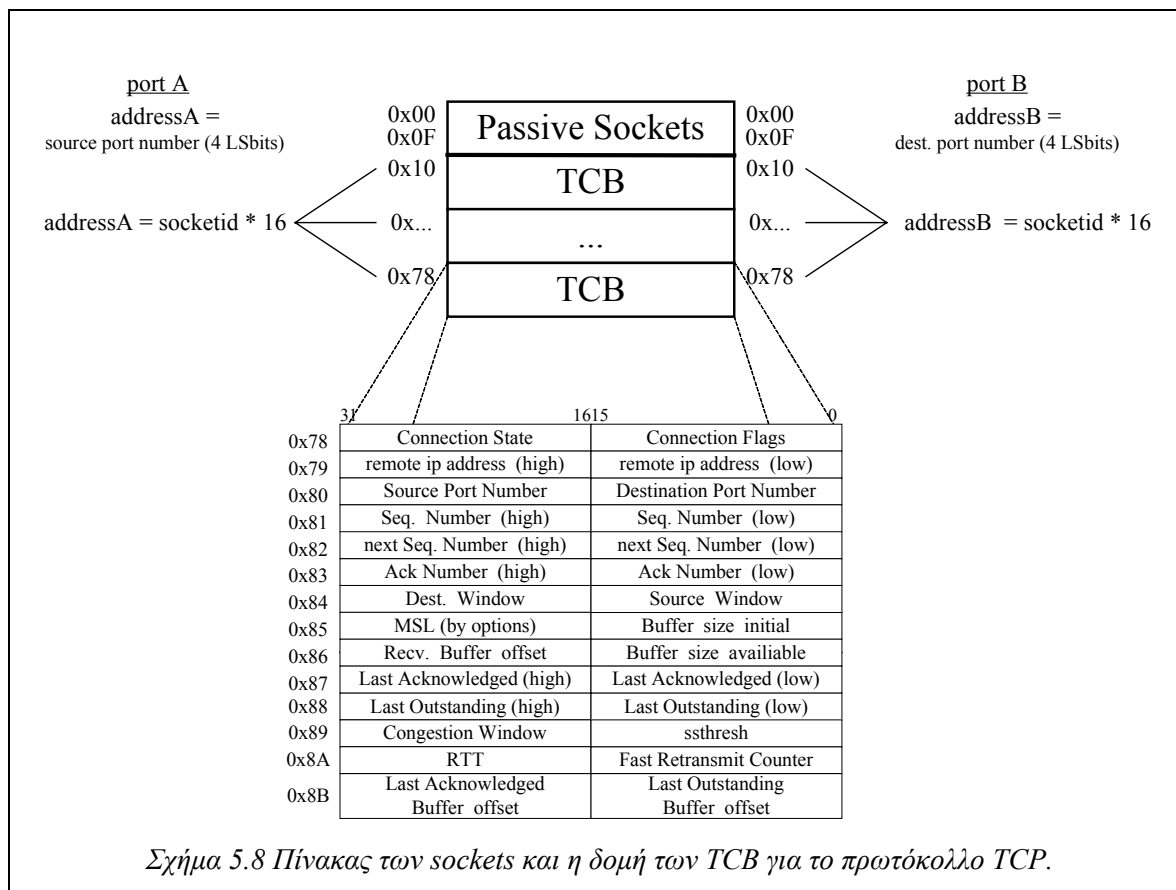 port A
addressA =
source port number (4 LSbits)
addressA = socketid * 16
0x00
0x0F
0x10
0x...
0x78
Passive Sockets
TCB
...
TCB
0x00
0x0F
0x10
0x...
0x78
port B
addressB =
dest. port number (4 LSbits)
addressB = socketid * 16
31 1615 0
0x78 Connection State Connection Flags
0x79 remote ip address (high) remote ip address (low)
0x80 Source Port Number Destination Port Number
0x81 Seq. Number (high) Seq. Number (low)
0x82 next Seq. Number (high) next Seq. Number (low)
0x83 Ack Number (high) Ack Number (low)
0x84 Dest. Window Source Window
0x85 MSL (by options) Buffer size initial
0x86 Recv. Buffer offset Buffer size availiable
0x87 Last Acknowledged (high) Last Acknowledged (low)
0x88 Last Outstanding (high) Last Outstanding (low)
0x89 Congestion Window ssthresh
0x8A RTT Fast Retransmit Counter
0x8B Last Acknowledged Last Outstanding
Buffer offset Buffer offset
Σχήμα 5.8 Πίνακας των sockets και η δομή των TCB για το πρωτόκολλο TCP.